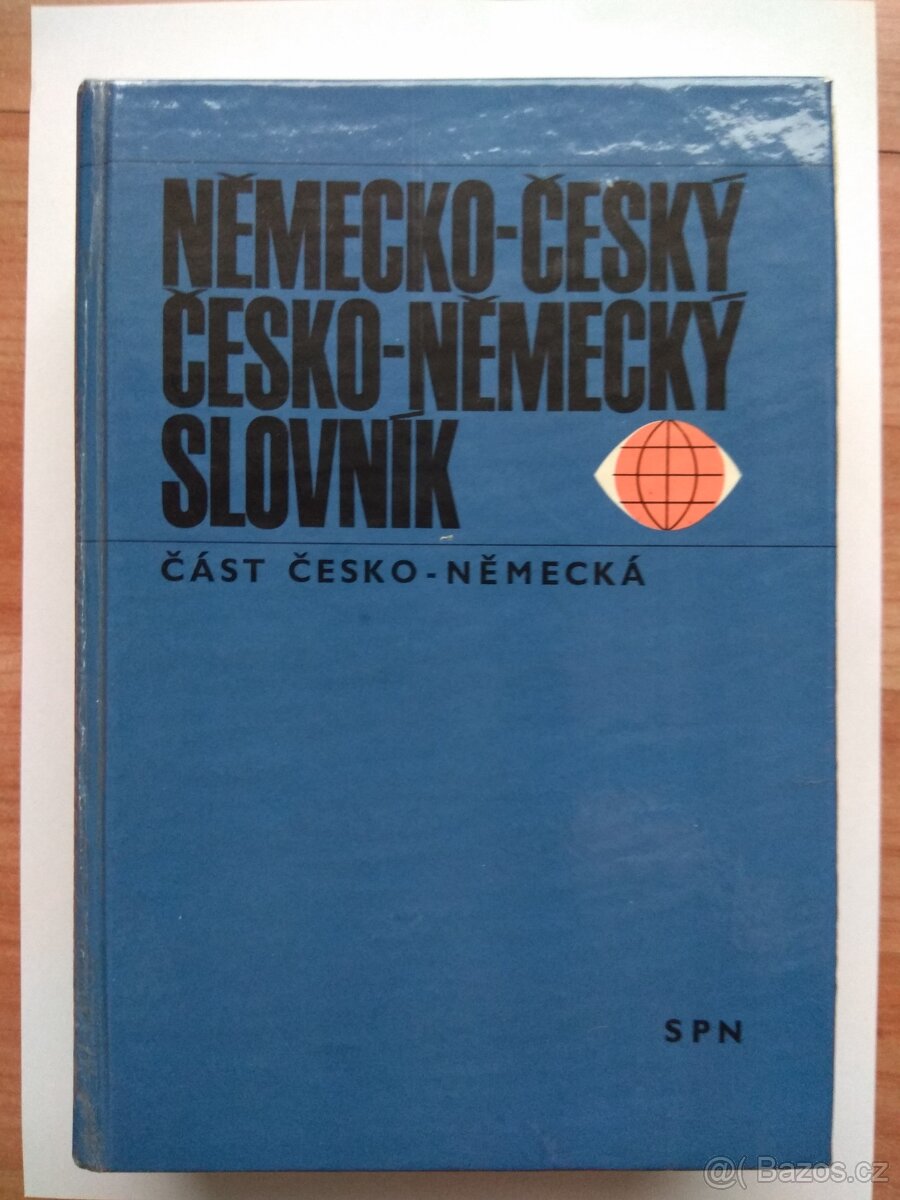 NĚMECKO-ČESKÝ
ČESKO-NĚMECKÝ
SLOVNÍK
ČÁST ČESKO-NĚMECKÁ
SPN
@( Bazos.cz